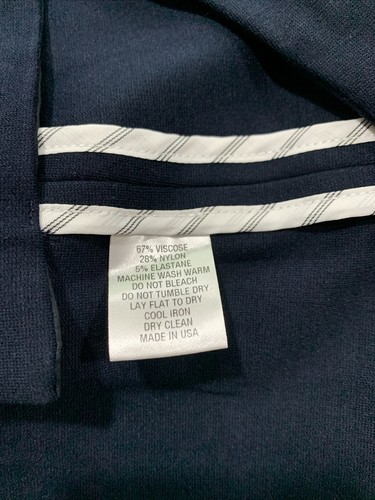 67% VISCOSE
28% NYLON
5% ELASTANE
MACHINE WASH WARM
DO NOT BLEACH
DO NOT TUMBLE DRY
LAY FLAT TO DRY
COOL IRON
DRY CLEAN
MADE IN USA